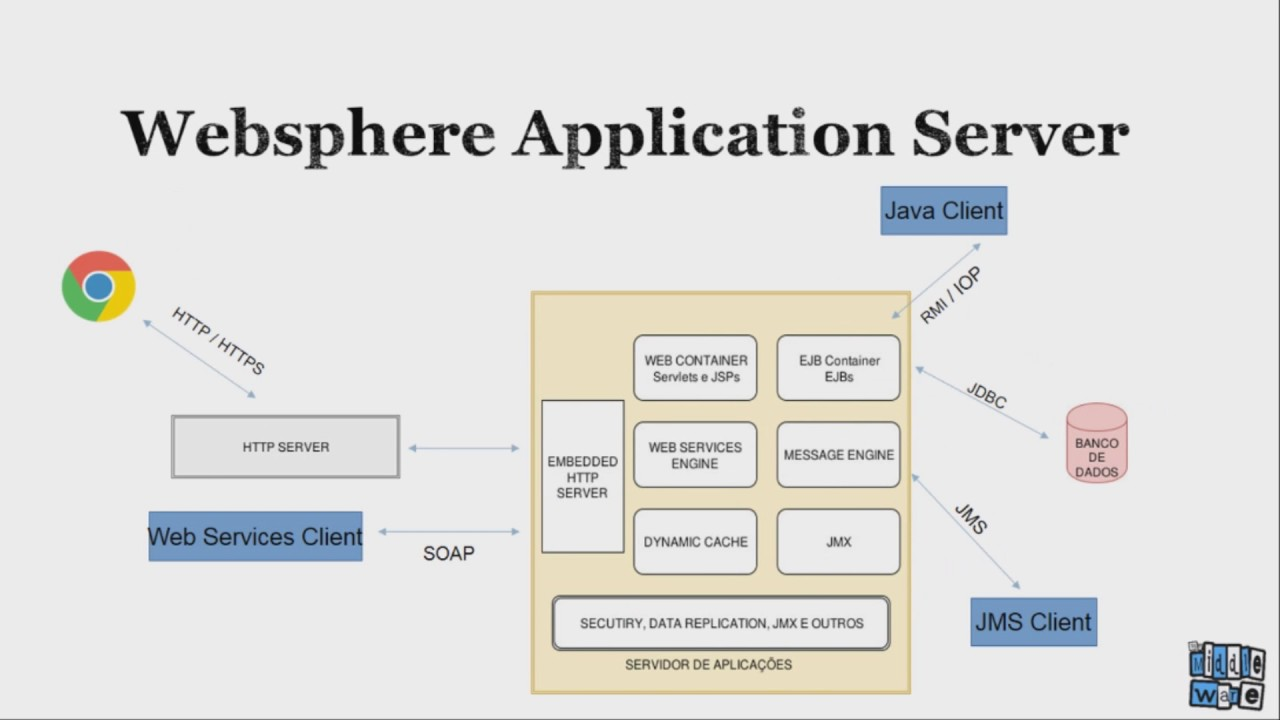 Websphere Application Server
Java Client
RMI / IOP
HTTP / HTTPS
WEB CONTAINER
Servlets e JSPs
EJB Container
EJBs
JDBC
HTTP SERVER
EMBEDDED
HTTP
SERVER
WEB SERVICES
ENGINE
MESSAGE ENGINE
BANCO
DE
DADOS
Web Services Client
SOAP
DYNAMIC CACHE
JMX
JMS
SECUTIRY, DATA REPLICATION, JMX E OUTROS
SERVIDOR DE APLICAÇÕES
JMS Client
Middle
ware